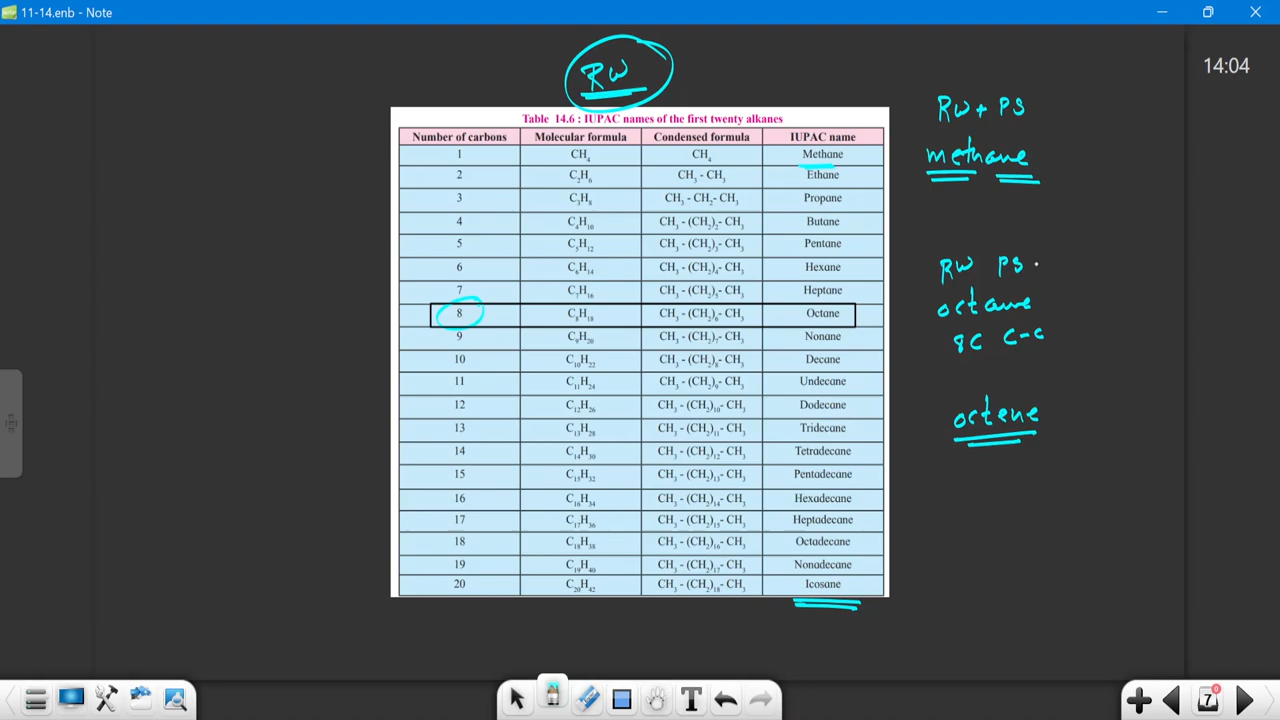 11-14.enb - Note
14:04
RW
Table 14.6 : IUPAC names of the first twenty alkanes
Number of carbons Molecular formula Condensed formula IUPAC name
1 CH₄ CH₄ Methane
2 C₂H₆ CH₃ - CH₃ Ethane
3 C₃H₈ CH₃ - CH₂- CH₃ Propane
4 C₄H₁₀ CH₃ - (CH₂)₂- CH₃ Butane
5 C₅H₁₂ CH₃ - (CH₂)₃- CH₃ Pentane
6 C₆H₁₄ CH₃ - (CH₂)₄- CH₃ Hexane
7 C₇H₁₆ CH₃ - (CH₂)₅- CH₃ Heptane
8 C₈H₁₈ CH₃ - (CH₂)₆- CH₃ Octane
9 C₉H₂₀ CH₃ - (CH₂)₇- CH₃ Nonane
10 C₁₀H₂₂ CH₃ - (CH₂)₈- CH₃ Decane
11 C₁₁H₂₄ CH₃ - (CH₂)₉- CH₃ Undecane
12 C₁₂H₂₆ CH₃ - (CH₂)₁₀- CH₃ Dodecane
13 C₁₃H₂₈ CH₃ - (CH₂)₁₁- CH₃ Tridecane
14 C₁₄H₃₀ CH₃ - (CH₂)₁₂- CH₃ Tetradecane
15 C₁₅H₃₂ CH₃ - (CH₂)₁₃- CH₃ Pentadecane
16 C₁₆H₃₄ CH₃ - (CH₂)₁₄- CH₃ Hexadecane
17 C₁₇H₃₆ CH₃ - (CH₂)₁₅- CH₃ Heptadecane
18 C₁₈H₃₈ CH₃ - (CH₂)₁₆- CH₃ Octadecane
19 C₁₉H₄₀ CH₃ - (CH₂)₁₇- CH₃ Nonadecane
20 C₂₀H₄₂ CH₃ - (CH₂)₁₈- CH₃ Icosane
RW + PS
methane
RW PS
octane
8C C-C
octene
T
7
0